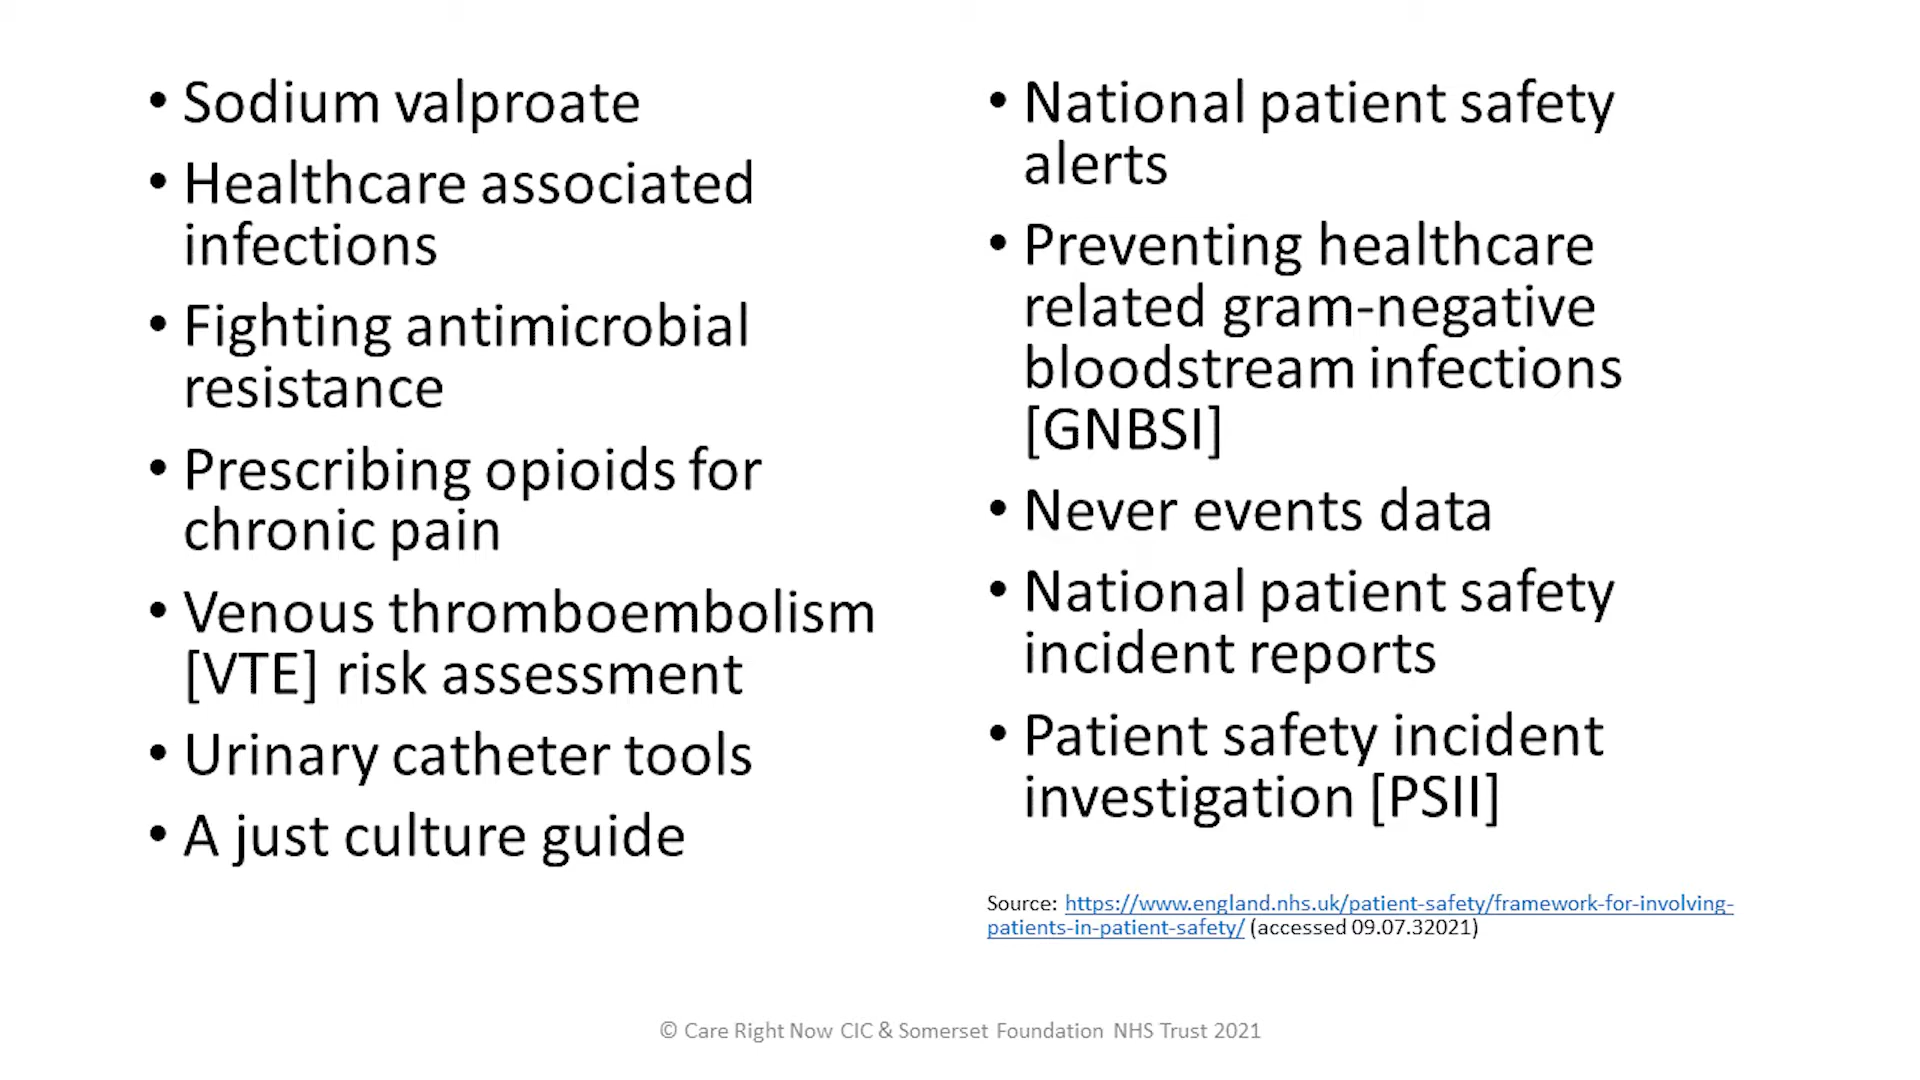 • Sodium valproate
• Healthcare associated
infections
• Fighting antimicrobial
resistance
• Prescribing opioids for
chronic pain
• Venous thromboembolism
[VTE] risk assessment
• Urinary catheter tools
• A just culture guide
• National patient safety
alerts
• Preventing healthcare
related gram-negative
bloodstream infections
[GNBSI]
• Never events data
• National patient safety
incident reports
• Patient safety incident
investigation [PSII]
Source: https://www.england.nhs.uk/patient-safety/framework-for-involving-
patients-in-patient-safety/ (accessed 09.07.32021)
© Care Right Now CIC & Somerset Foundation NHS Trust 2021